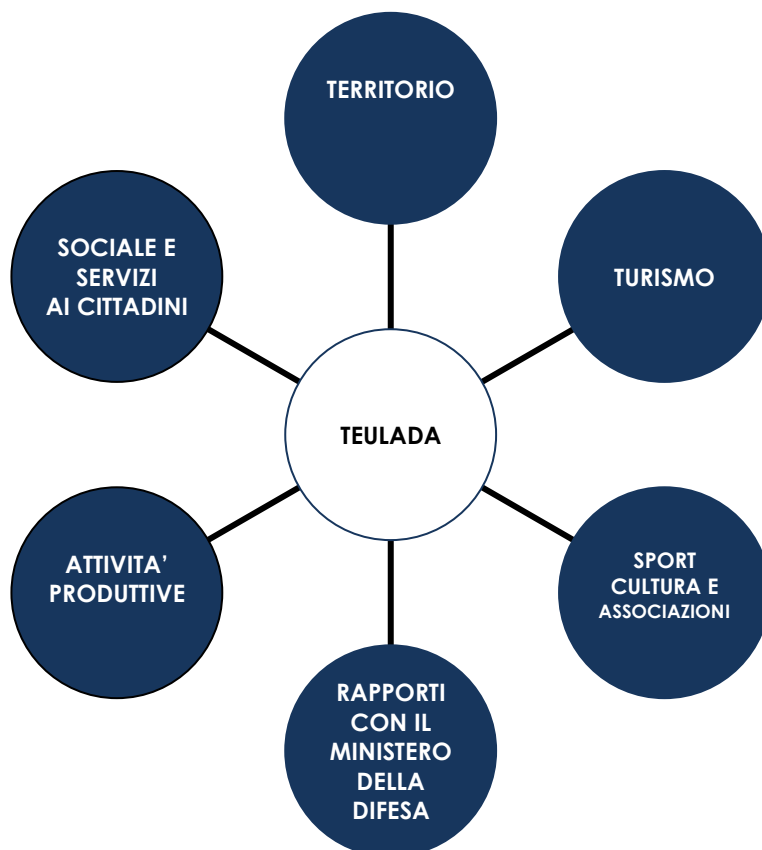 TERRITORIO
SOCIALE E
SERVIZI
AI CITTADINI
TURISMO
TEULADA
ATTIVITA’
PRODUTTIVE
SPORT
CULTURA E
ASSOCIAZIONI
RAPPORTI
CON IL
MINISTERO
DELLA
DIFESA